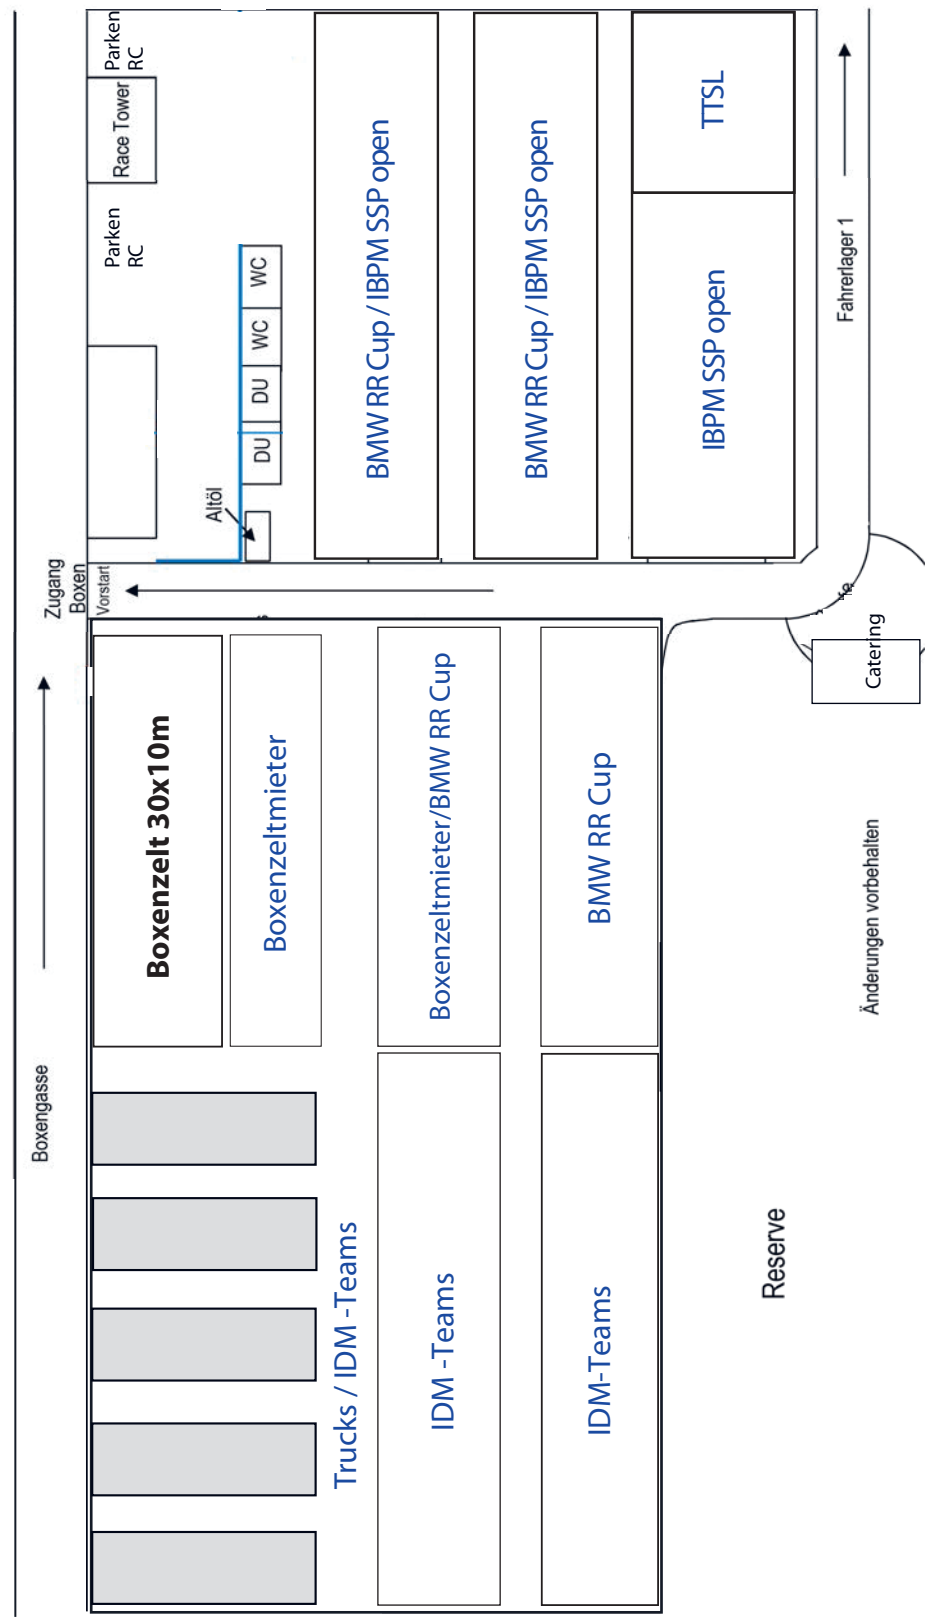 Parken
RC
Race Tower
Parken
RC
WC
WC
DU
DU
Altöl
BMW RR Cup / IBPM SSP open
BMW RR Cup / IBPM SSP open
TTSL
IBPM SSP open
Fahrerlager 1
Zugang
Boxen
Vorstart
Catering
Boxengasse
Boxenzelt 30x10m
Boxenzeltmieter
Boxenzeltmieter/BMW RR Cup
BMW RR Cup
Trucks / IDM -Teams
IDM -Teams
IDM-Teams
Reserve
Änderungen vorbehalten